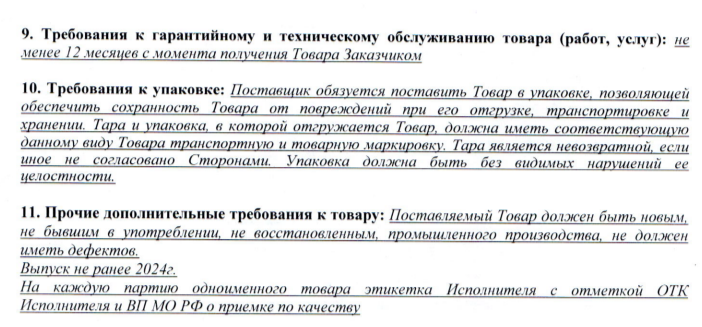 9. Требования к гарантийному и техническому обслуживанию товара (работ, услуг): не
менее 12 месяцев с момента получения Товара Заказчиком
10. Требования к упаковке: Поставщик обязуется поставить Товар в упаковке, позволяющей
обеспечить сохранность Товара от повреждений при его отгрузке, транспортировке и
хранении. Тара и упаковка, в которой отгружается Товар, должна иметь соответствующую
данному виду Товара транспортную и товарную маркировку. Тара является невозвратной, если
иное не согласовано Сторонами. Упаковка должна быть без видимых нарушений ее
целостности.
11. Прочие дополнительные требования к товару: Поставляемый Товар должен быть новым,
не бывшим в употреблении, не восстановленным, промышленного производства, не должен
иметь дефектов.
Выпуск не ранее 2024г.
На каждую партию одноименного товара этикетка Исполнителя с отметкой ОТК
Исполнителя и ВП МО РФ о приемке по качеству